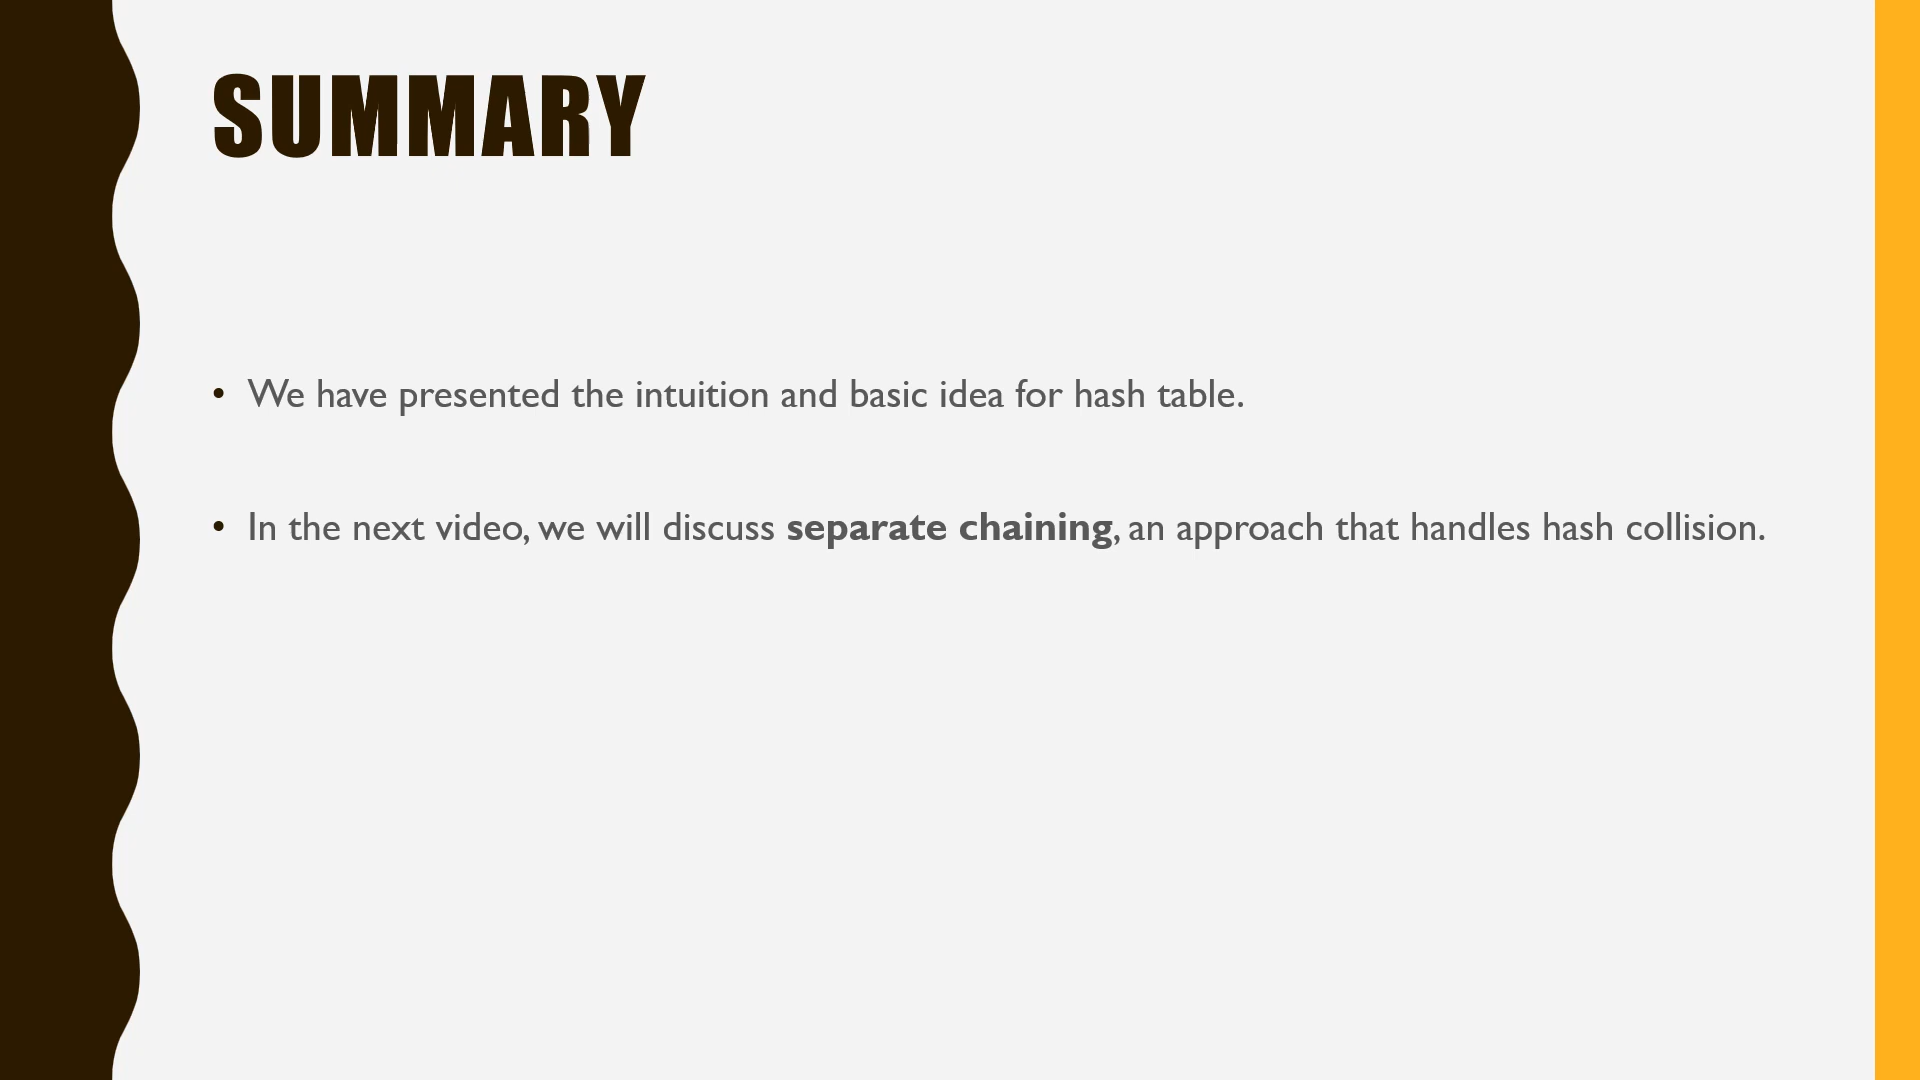 SUMMARY
• We have presented the intuition and basic idea for hash table.
• In the next video, we will discuss separate chaining, an approach that handles hash collision.